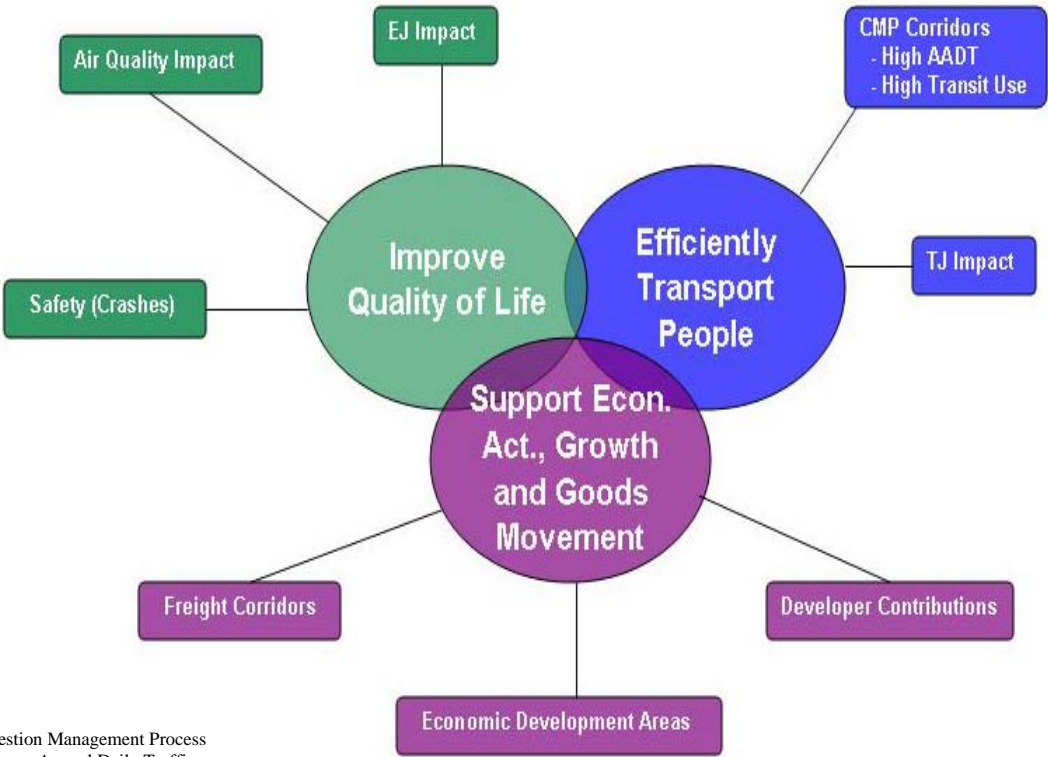 EJ Impact
Air Quality Impact
CMP Corridors
- High AADT
- High Transit Use
Improve
Quality of Life
Efficiently
Transport
People
TJ Impact
Safety (Crashes)
Support Econ.
Act., Growth
and Goods
Movement
Freight Corridors
Developer Contributions
Economic Development Areas
estion Management Process